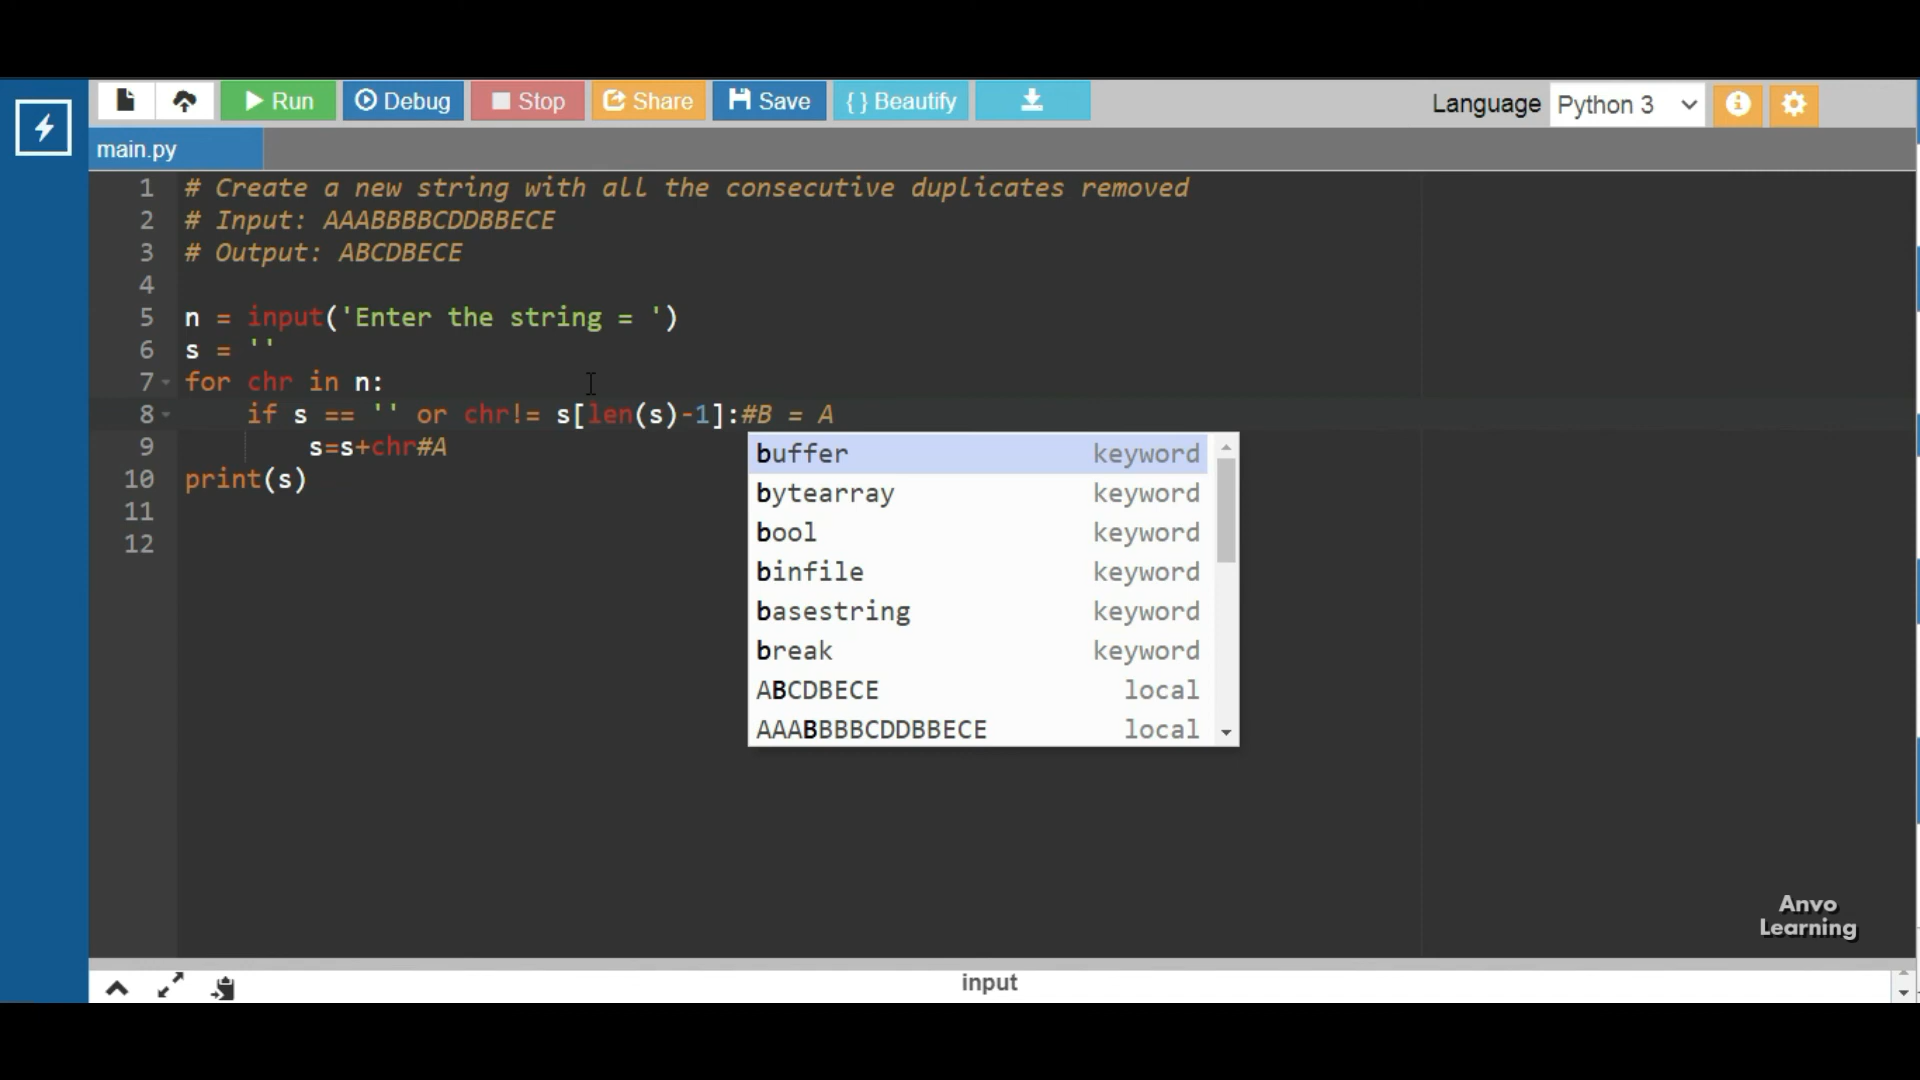 Run Debug Stop Share Save { } Beautify Language Python 3
main.py
1 # Create a new string with all the consecutive duplicates removed
2 # Input: AAABBBBCDDBBECE
3 # Output: ABCDBECE
4
5 n = input('Enter the string = ')
6 s = ''
7 for chr in n:
8 if s == '' or chr!= s[len(s)-1]:#B = A
9 s=s+chr#A
10 print(s)
11
12
buffer keyword
bytearray keyword
bool keyword
binfile keyword
basestring keyword
break keyword
ABCDBECE local
AAABBBBCDDBBECE local
Anvo
Learning
input